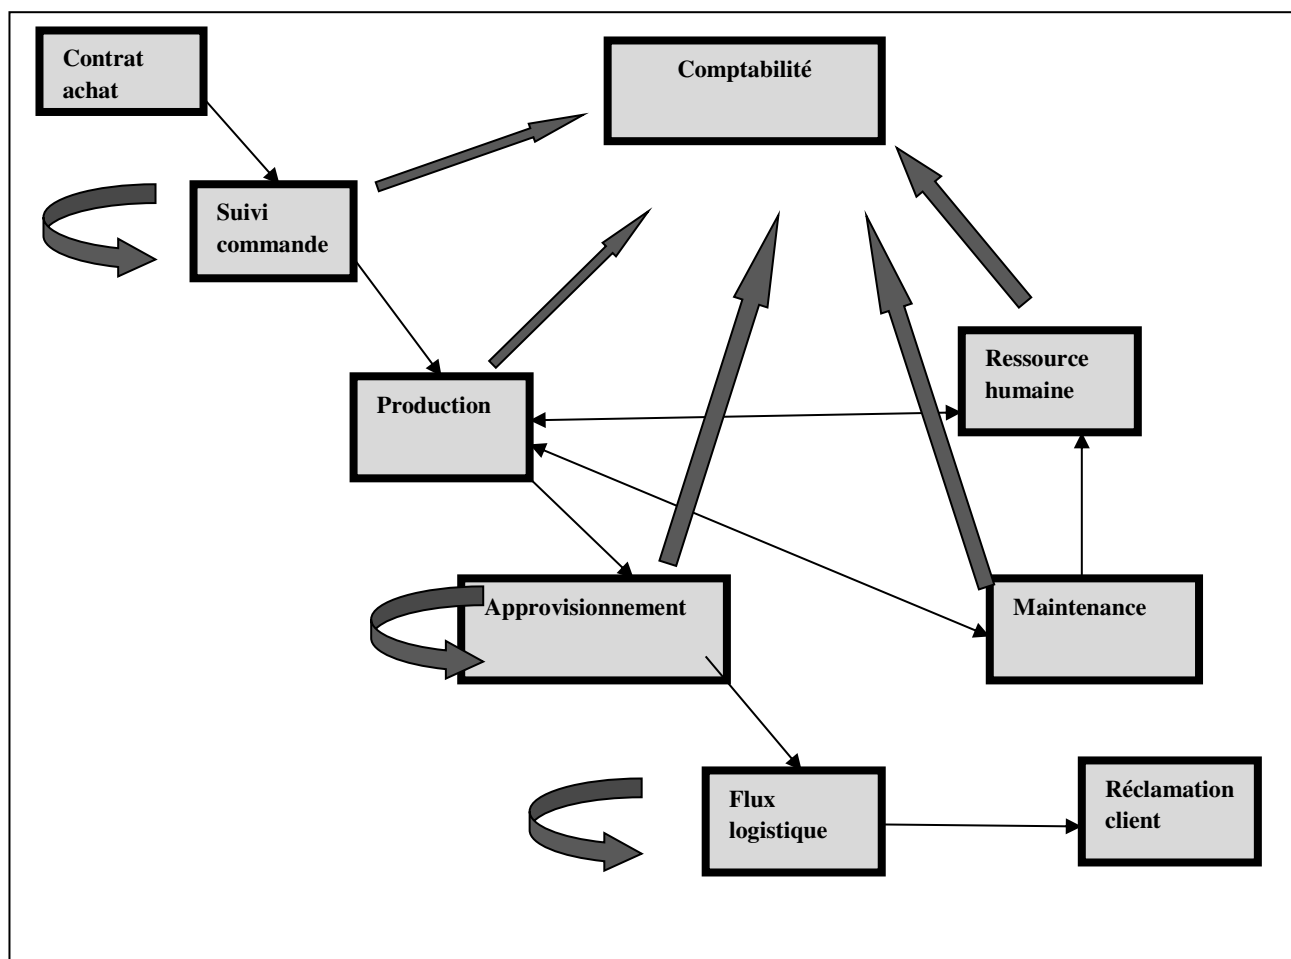 Contrat
achat
Comptabilité
Suivi
commande
Ressource
humaine
Production
Approvisionnement
Maintenance
Flux
logistique
Réclamation
client